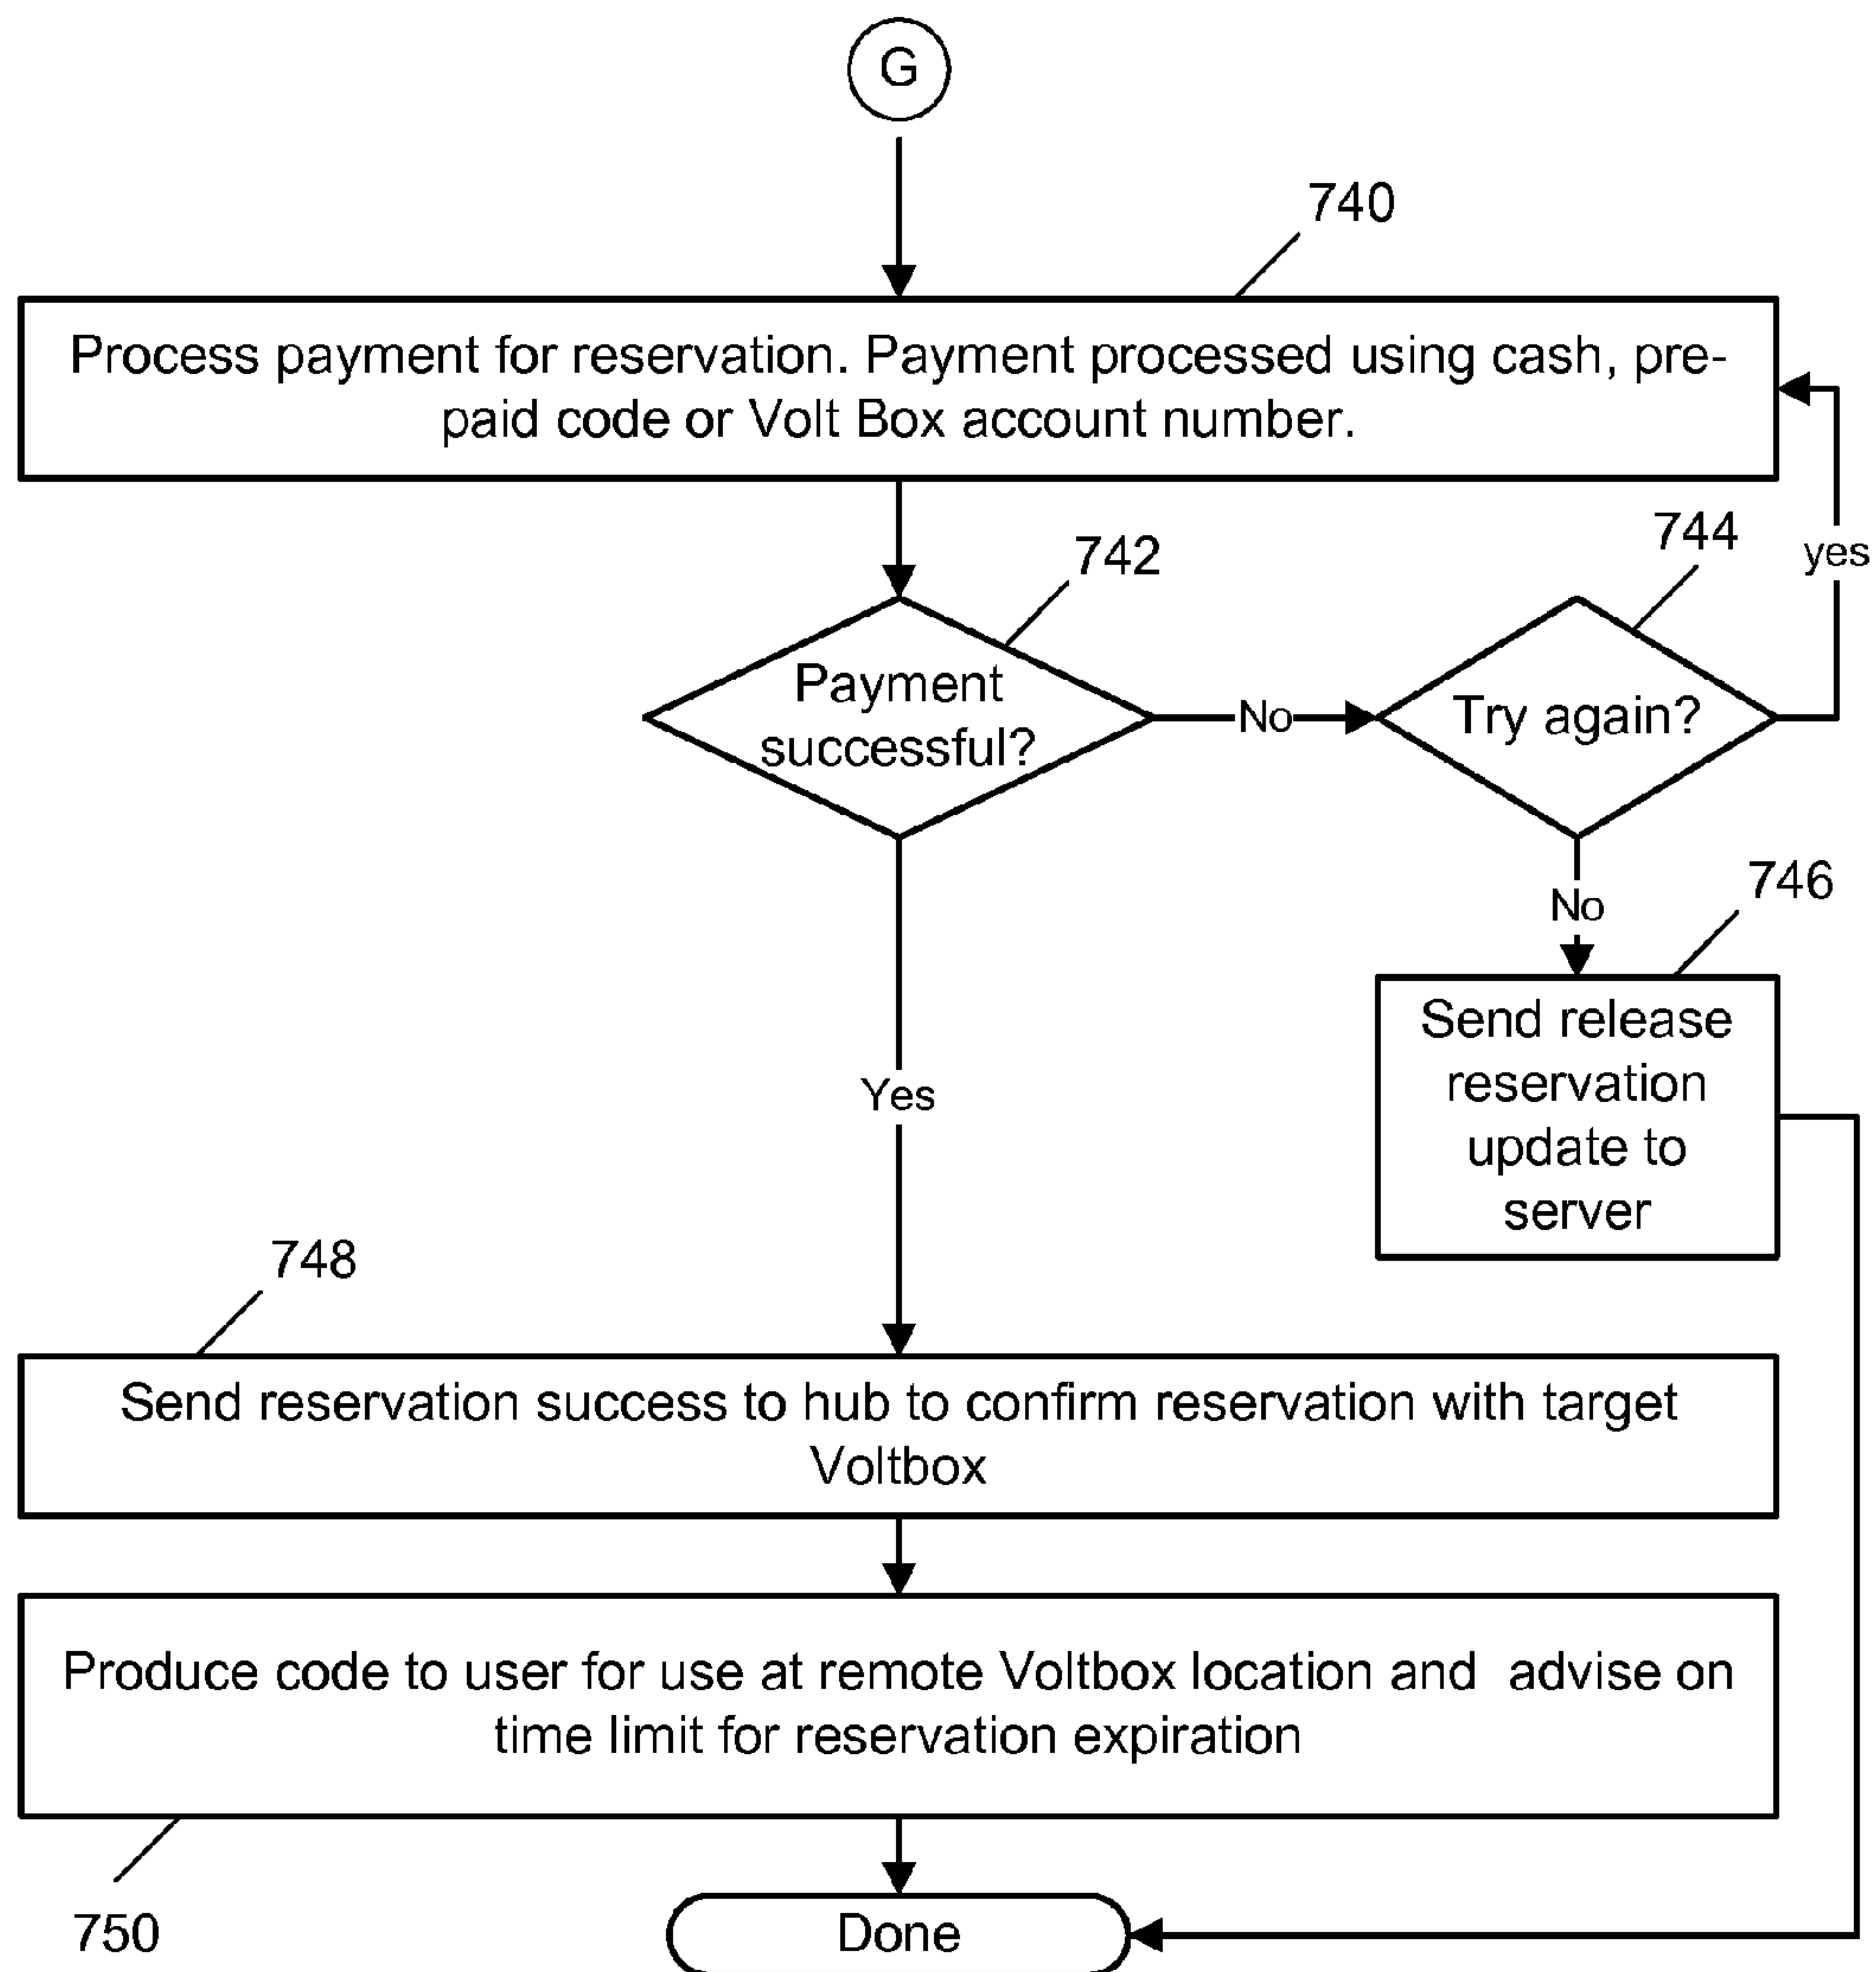 G
740
Process payment for reservation. Payment processed using cash, pre-
paid code or Volt Box account number.
742
744
yes
Payment
successful?
No
Try again?
No
746
Send release
reservation
update to
server
Yes
748
Send reservation success to hub to confirm reservation with target
Voltbox
Produce code to user for use at remote Voltbox location and  advise on
time limit for reservation expiration
750
Done